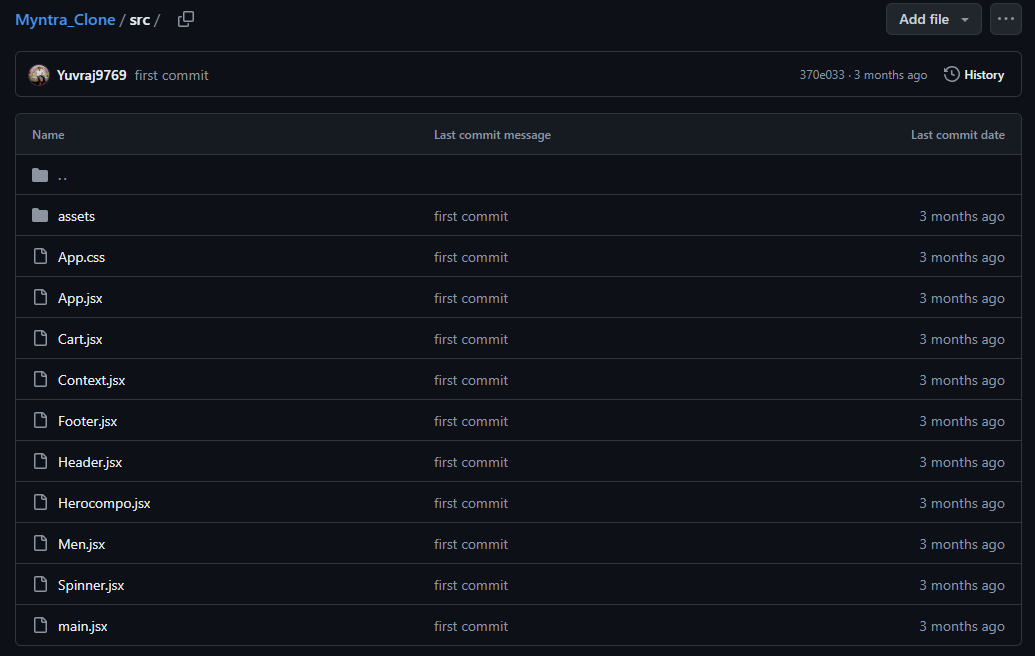 Myntra_Clone / src /
Add file
Yuvraj9769 first commit
370e033 · 3 months ago
History
Name Last commit message Last commit date
..
assets first commit 3 months ago
App.css first commit 3 months ago
App.jsx first commit 3 months ago
Cart.jsx first commit 3 months ago
Context.jsx first commit 3 months ago
Footer.jsx first commit 3 months ago
Header.jsx first commit 3 months ago
Herocompo.jsx first commit 3 months ago
Men.jsx first commit 3 months ago
Spinner.jsx first commit 3 months ago
main.jsx first commit 3 months ago